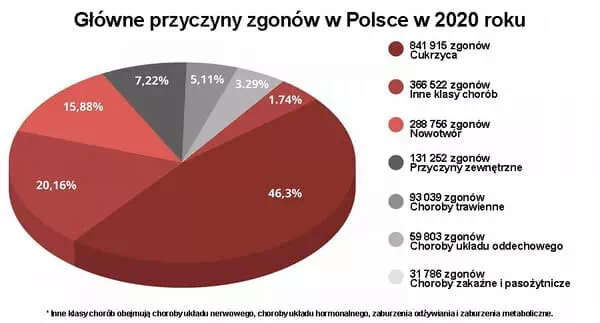 Główne przyczyny zgonów w Polsce w 2020 roku
841 915 zgonów
Cukrzyca
366 522 zgonów
Inne klasy chorób
288 756 zgonów
Nowotwór
131 252 zgonów
Przyczyny zewnętrzne
93 039 zgonów
Choroby trawienne
59 803 zgonów
Choroby układu oddechowego
31 786 zgonów
Choroby zakaźne i pasożytnicze
7,22%
5,11%
3.29%
1.74%
15,88%
20,16%
46,3%
* Inne klasy chorób obejmują choroby układu nerwowego, choroby układu hormonalnego, zaburzenia odżywiania i zaburzenia metaboliczne.